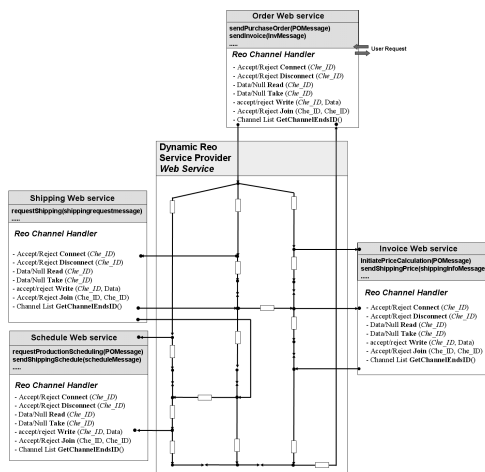 Order Web service
sendPurchaseOrder(POMessage)
sendInvoice(invMessage)
.....
Reo Channel Handler
- Accept/Reject Connect (Che_ID)
- Accept/Reject Disconnect (Che_ID)
- Data/Null Read (Che_ID)
- Data/Null Take (Che_ID)
- accept/reject Write (Che_ID, Data)
- Accept/Reject Join (Che_ID, Che_ID)
- Channel List GetChannelEndsID()
User Request
Dynamic Reo
Service Provider
Web Service
Shipping Web service
requestShipping(shippingrequestmessage)
.....
Reo Channel Handler
- Accept/Reject Connect (Che_ID)
- Accept/Reject Disconnect (Che_ID)
- Data/Null Read (Che_ID)
- Data/Null Take (Che_ID)
- accept/reject Write (Che_ID, Data)
- Accept/Reject Join (Che_ID, Che_ID)
- Channel List GetChannelEndsID()
Invoice Web service
InitiatePriceCalculation(POMessage)
sendShippingPrice(shippingInfoMessage
.....
Reo Channel Handler
- Accept/Reject Connect (Che_ID)
- Accept/Reject Disconnect (Che_ID)
- Data/Null Read (Che_ID)
- Data/Null Take (Che_ID)
- accept/reject Write (Che_ID, Data)
- Accept/Reject Join (Che_ID, Che_ID)
- Channel List GetChannelEndsID()
Schedule Web service
requestProductionScheduling(POMessage)
sendShippingSchedule(scheduleMessage)
.....
Reo Channel Handler
- Accept/Reject Connect (Che_ID)
- Accept/Reject Disconnect (Che_ID)
- Data/Null Read (Che_ID)
- Data/Null Take (Che_ID)
- accept/reject Write (Che_ID, Data)
- Accept/Reject Join (Che_ID, Che_ID)
- Channel List GetChannelEndsID()